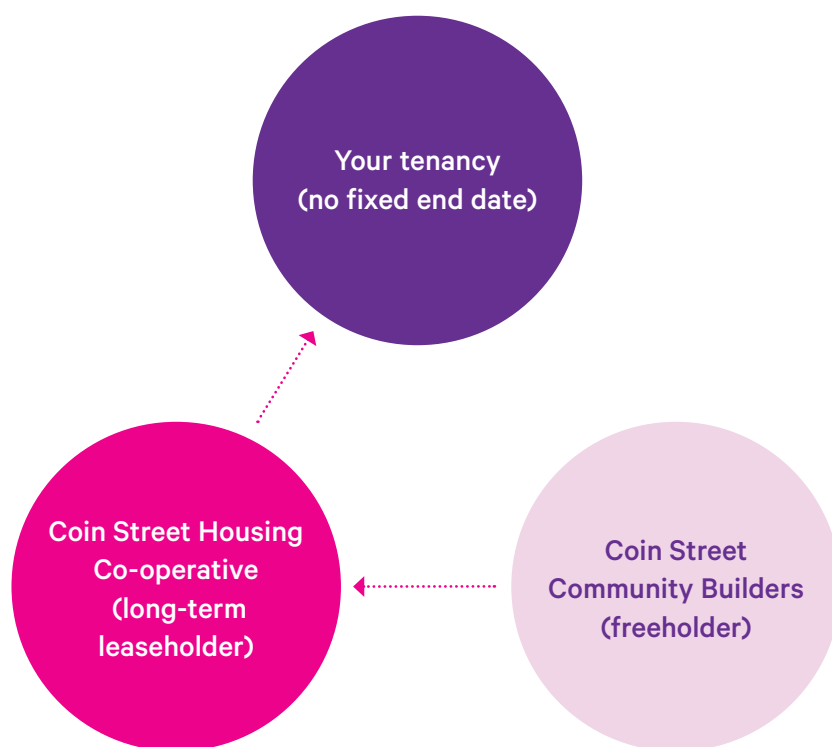 Your tenancy
(no fixed end date)
Coin Street Housing
Co-operative
(long-term
leaseholder)
Coin Street
Community Builders
(freeholder)